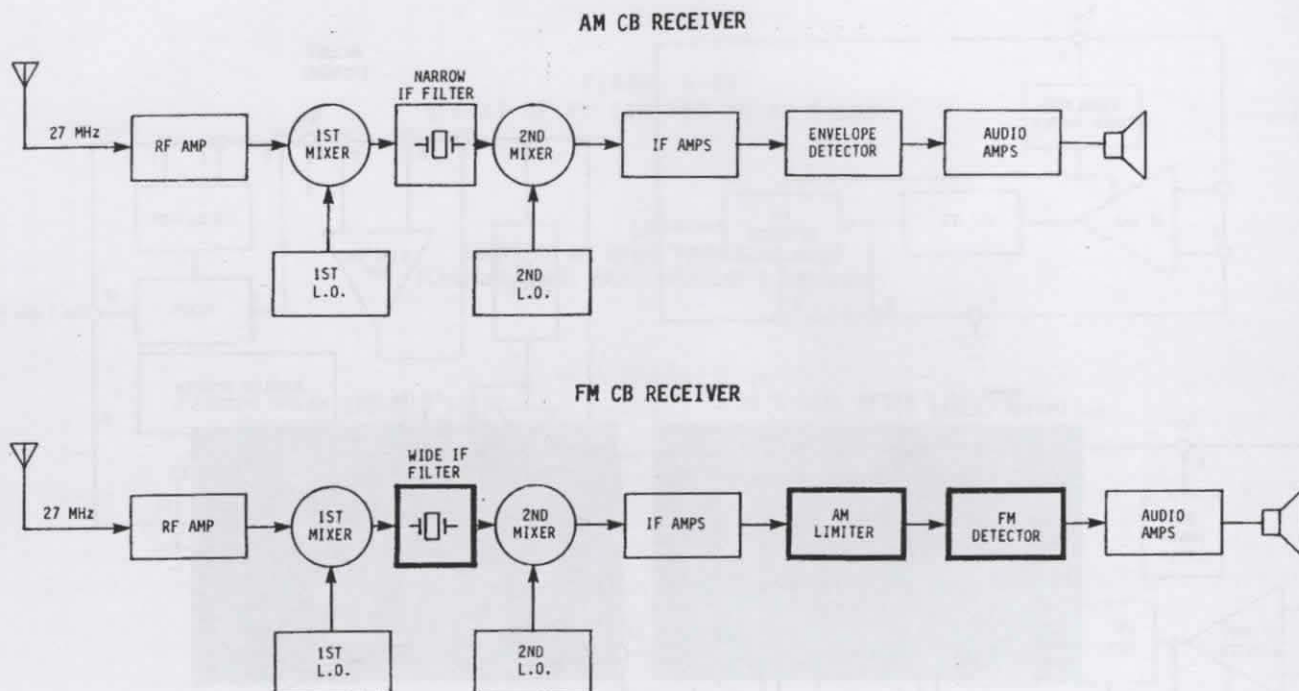 AM CB RECEIVER
NARROW
IF FILTER
27 MHz
RF AMP
1ST
MIXER
2ND
MIXER
IF AMPS
ENVELOPE
DETECTOR
AUDIO
AMPS
1ST
L.O.
2ND
L.O.
FM CB RECEIVER
WIDE IF
FILTER
27 MHz
RF AMP
1ST
MIXER
2ND
MIXER
IF AMPS
AM
LIMITER
FM
DETECTOR
AUDIO
AMPS
1ST
L.O.
2ND
L.O.